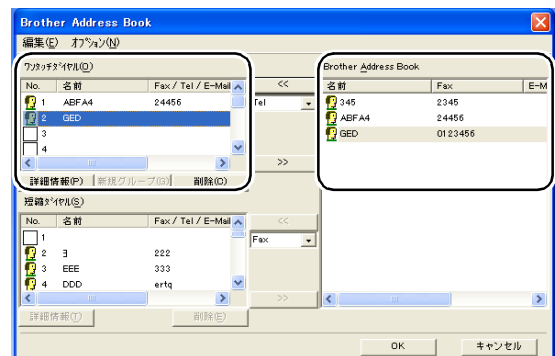 Brother Address Book
編集(E) ｵﾌﾟｼｮﾝ(N)
ﾜﾝﾀｯﾁﾀﾞｲﾔﾙ(O)
No. 名前 Fax / Tel / E-Mail
1 ABFA4 24456
2 GED
3
4
詳細情報(P) 新規グループ(G) 削除(C)
<<
Tel
>>
Brother Address Book
名前 Fax E-M
345 2345
ABFA4 24456
GED 0123456
短縮ﾀﾞｲﾔﾙ(S)
No. 名前 Fax / Tel / E-Mail
1
2 ヨ 222
3 EEE 333
4 DDD ertq
詳細情報(T) 削除(E)
<<
Fax
>>
OK キャンセル